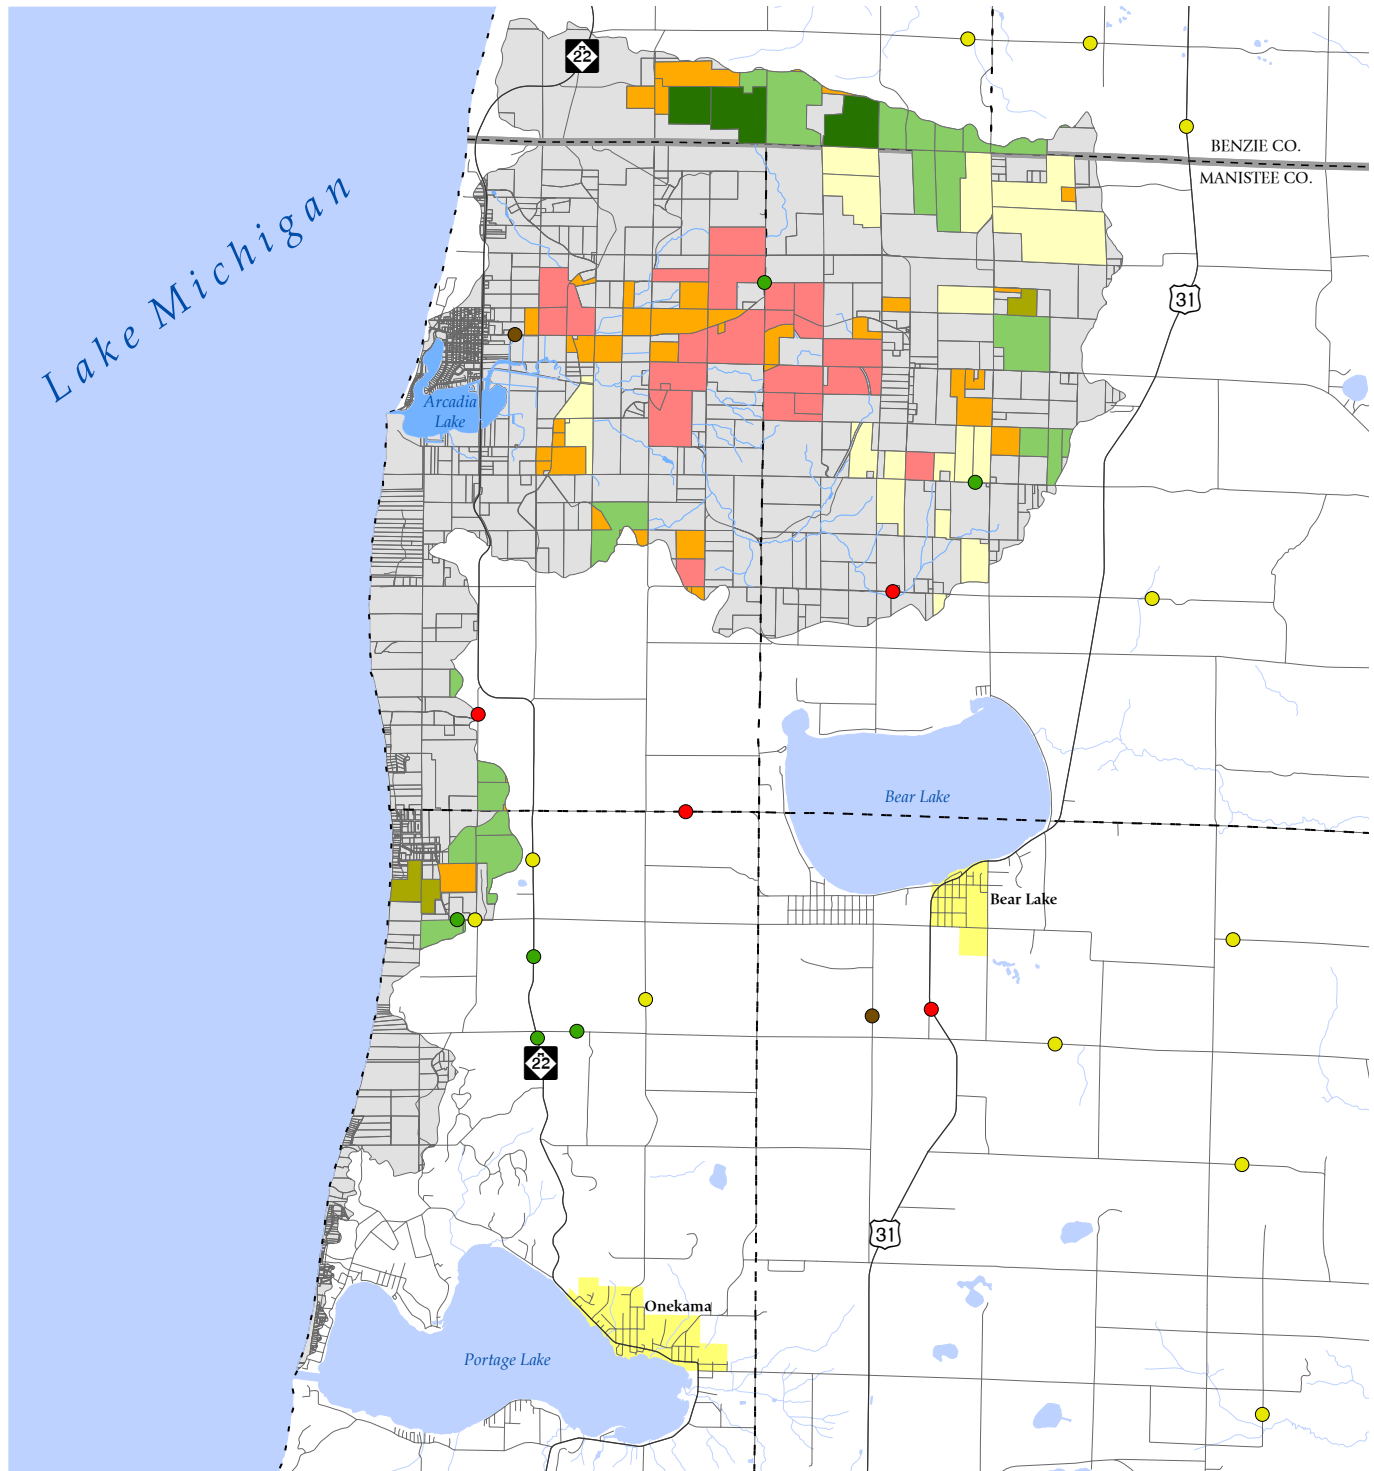 M
22
BENZIE CO.
MANISTEE CO.
Lake Michigan
31
Arcadia
Lake
Bear Lake
Bear Lake
M
22
31
Onekama
Portage Lake